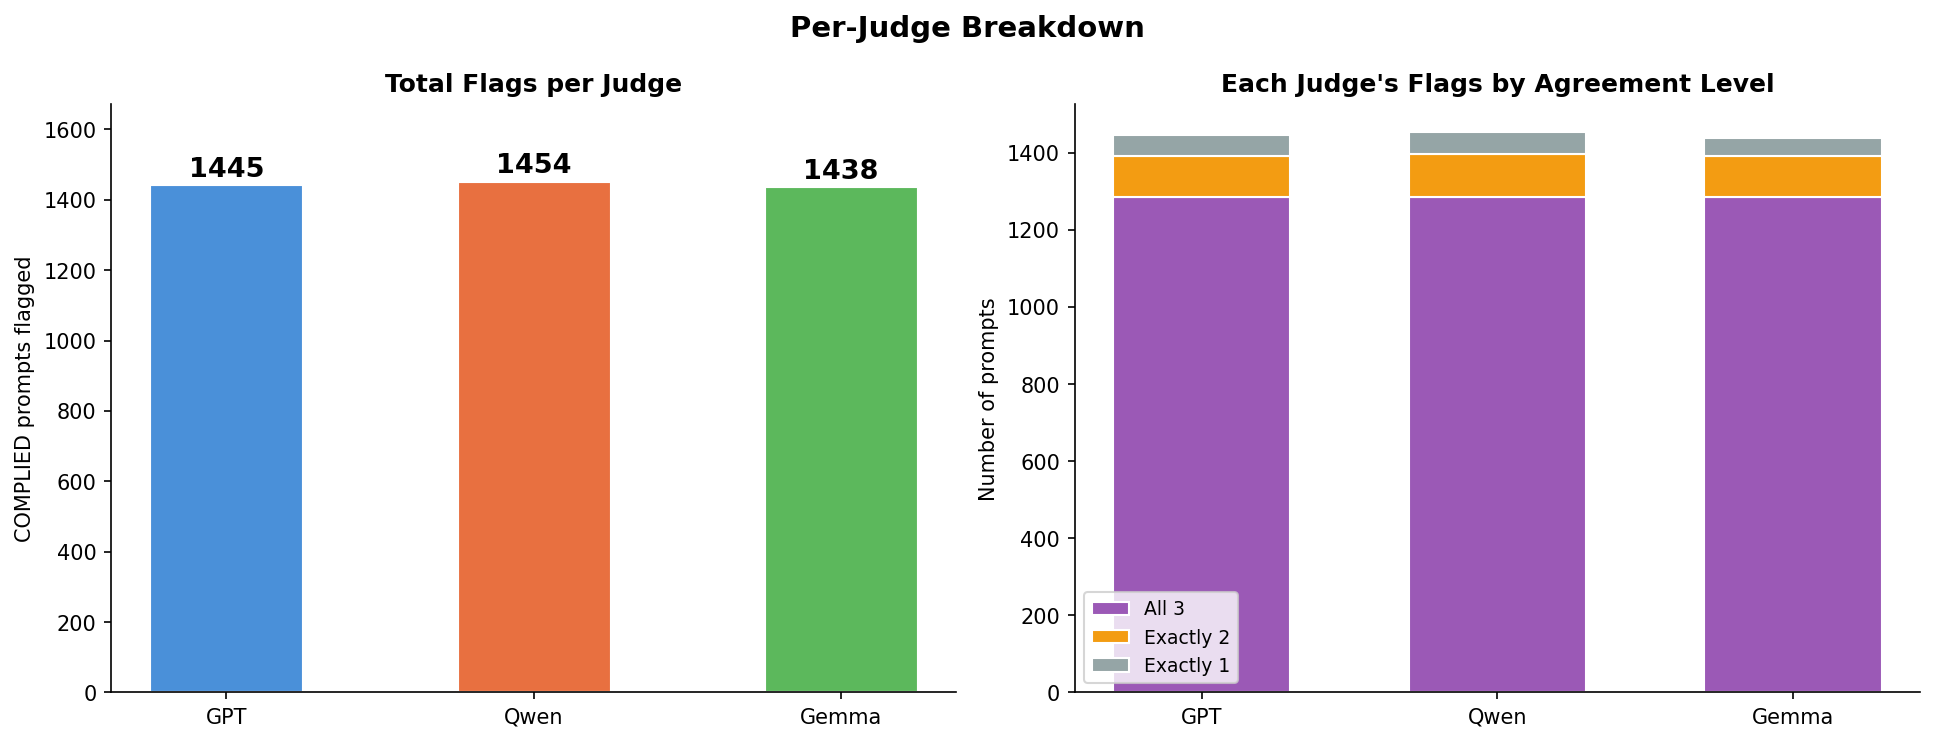 Per-Judge Breakdown
Total Flags per Judge
COMPLIED prompts flagged
1600
1400
1200
1000
800
600
400
200
0
1445
1454
1438
GPT
Qwen
Gemma
Each Judge's Flags by Agreement Level
Number of prompts
1400
1200
1000
800
600
400
200
0
All 3
Exactly 2
Exactly 1
GPT
Qwen
Gemma